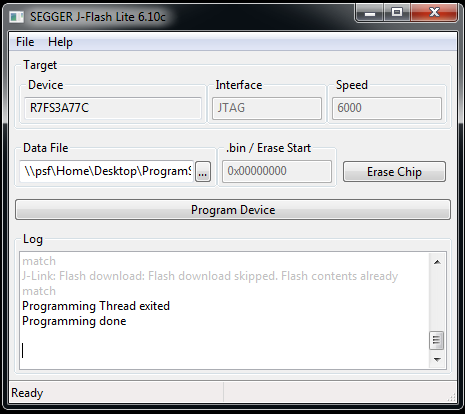 SEGGER J-Flash Lite 6.10c
File Help
Target
Device Interface Speed
R7FS3A77C JTAG 6000
Data File .bin / Erase Start
\\psf\Home\Desktop\ProgramS ... 0x00000000 Erase Chip
Program Device
Log
match
J-Link: Flash download: Flash download skipped. Flash contents already
match
Programming Thread exited
Programming done
Ready